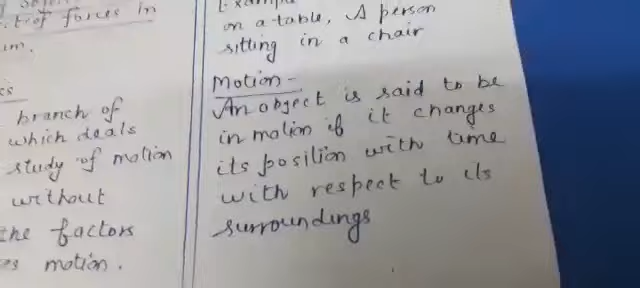 of forces in
branch of
which deals
study of motion
without
the factors
motion.
Example
on a table, A person
sitting in a chair
Motion -
An object is said to be
in motion if it changes
its position with time
with respect to its
surroundings